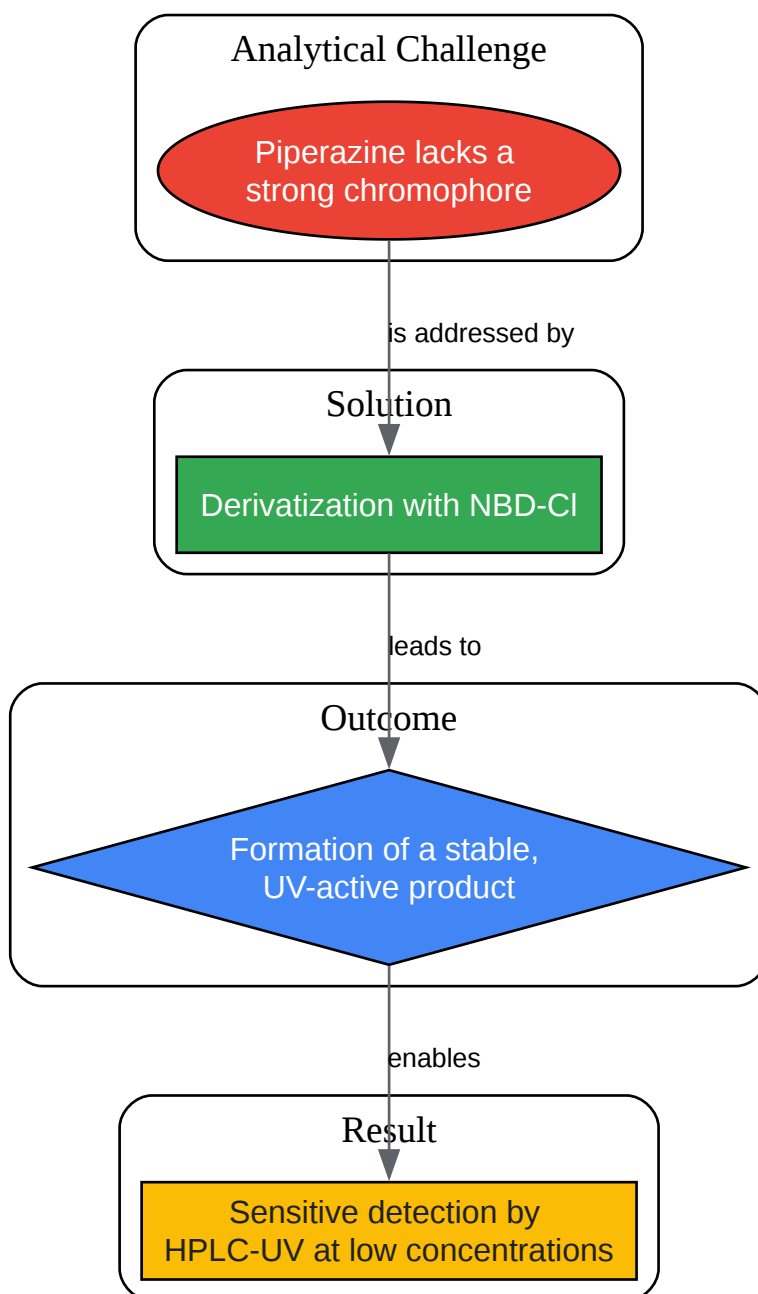 Analytical Challenge
Piperazine lacks a
strong chromophore
is addressed by
Solution
Derivatization with NBD-Cl
leads to
Outcome
Formation of a stable,
UV-active product
enables
Result
Sensitive detection by
HPLC-UV at low concentrations